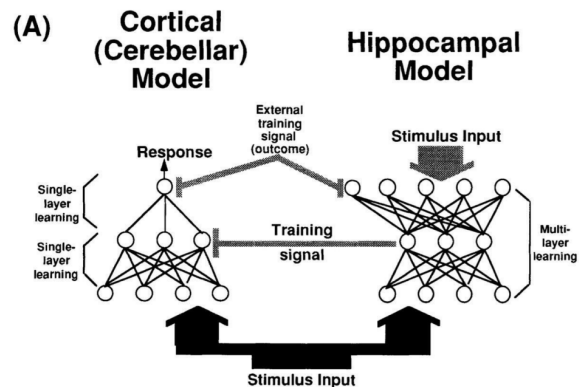 (A)
Cortical
(Cerebellar)
Model
Hippocampal
Model
External
training
signal
(outcome)
Stimulus Input
Response
Single-
layer
learning
Single-
layer
learning
Training
signal
Multi-
layer
learning
Stimulus Input